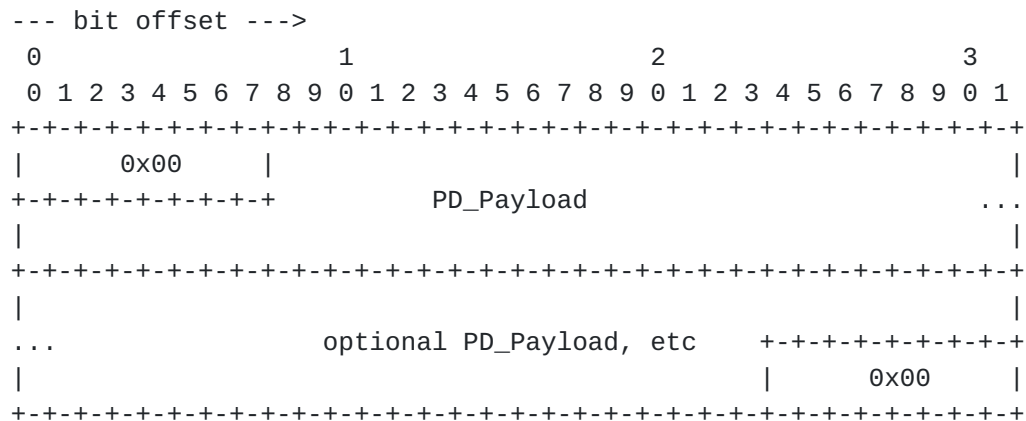 --- bit offset --->
 0                   1                   2                   3
 0 1 2 3 4 5 6 7 8 9 0 1 2 3 4 5 6 7 8 9 0 1 2 3 4 5 6 7 8 9 0 1
+-+-+-+-+-+-+-+-+-+-+-+-+-+-+-+-+-+-+-+-+-+-+-+-+-+-+-+-+-+-+-+-+
|      0x00     |                                               |
+-+-+-+-+-+-+-+-+          PD_Payload                         ...
|                                                               |
+-+-+-+-+-+-+-+-+-+-+-+-+-+-+-+-+-+-+-+-+-+-+-+-+-+-+-+-+-+-+-+-+
|                                                               |
...                 optional PD_Payload, etc    +-+-+-+-+-+-+-+-+
|                                               |      0x00     |
+-+-+-+-+-+-+-+-+-+-+-+-+-+-+-+-+-+-+-+-+-+-+-+-+-+-+-+-+-+-+-+-+